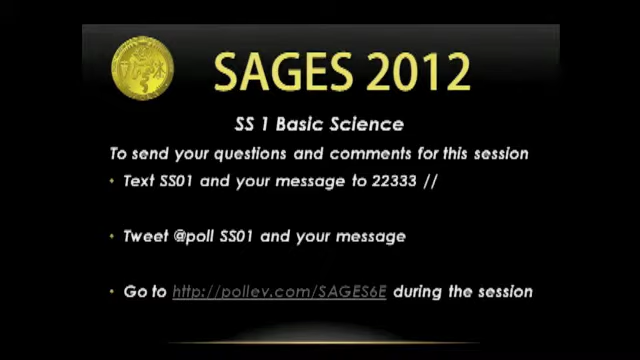 SAGES 2012
SS 1 Basic Science
To send your questions and comments for this session
• Text SS01 and your message to 22333 //
• Tweet @poll SS01 and your message
• Go to http://pollev.com/SAGES6E during the session